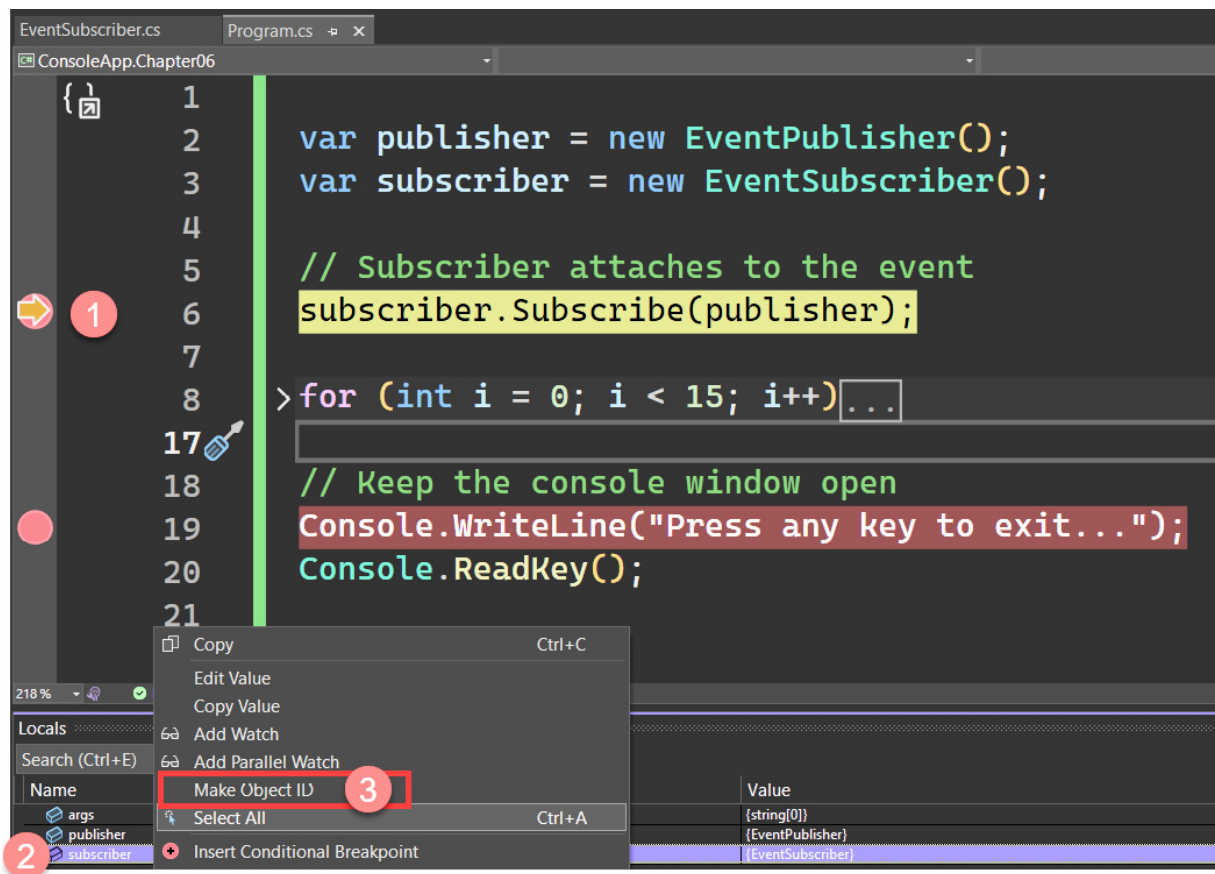 EventSubscriber.cs Program.cs
C# ConsoleApp.Chapter06
1
2 var publisher = new EventPublisher();
3 var subscriber = new EventSubscriber();
4
5 // Subscriber attaches to the event
1 6 subscriber.Subscribe(publisher);
7
8 for (int i = 0; i < 15; i++)...
17
18 // Keep the console window open
19 Console.WriteLine("Press any key to exit...");
20 Console.ReadKey();
21
Copy Ctrl+C
Edit Value
Copy Value
Add Watch
Add Parallel Watch
Make Object ID 3
Select All Ctrl+A
Insert Conditional Breakpoint
218 %
Locals
Search (Ctrl+E)
Name Value
args {string[0]}
publisher {EventPublisher}
2 subscriber {EventSubscriber}